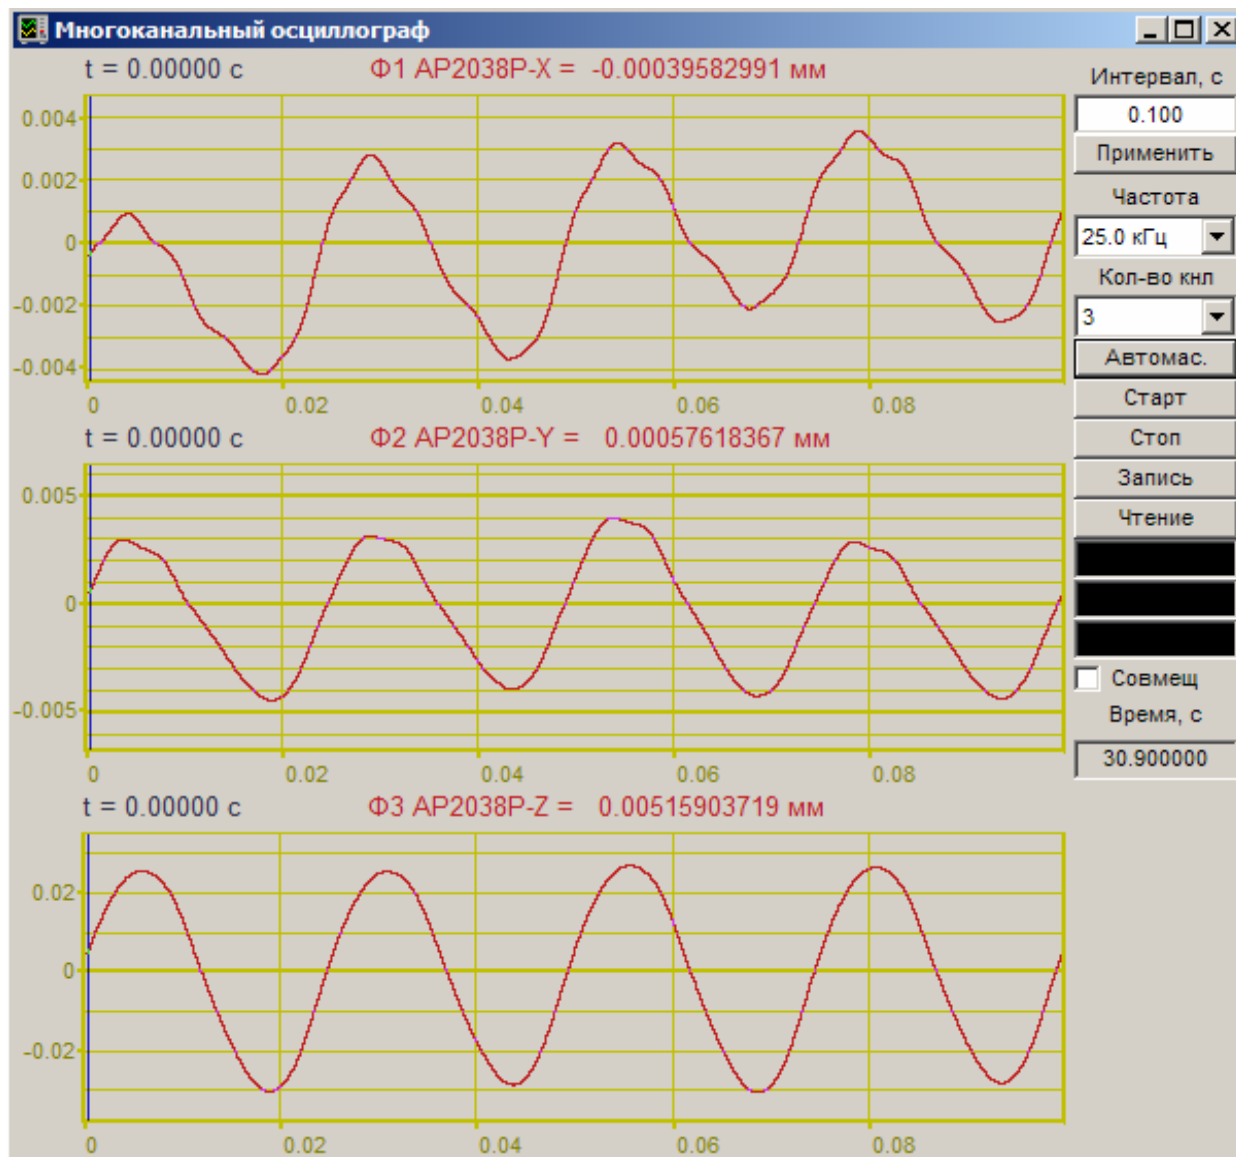 Многоканальный осциллограф
t = 0.00000 с Ф1 AP2038P-X = -0.00039582991 мм
0.004
0.002
0
-0.002
-0.004
0 0.02 0.04 0.06 0.08
t = 0.00000 с Ф2 AP2038P-Y = 0.00057618367 мм
0.005
0
-0.005
0 0.02 0.04 0.06 0.08
t = 0.00000 с Ф3 AP2038P-Z = 0.00515903719 мм
0.02
0
-0.02
0 0.02 0.04 0.06 0.08
Интервал, с
0.100
Применить
Частота
25.0 кГц
Кол-во кнл
3
Автомас.
Старт
Стоп
Запись
Чтение
Совмещ
Время, с
30.900000